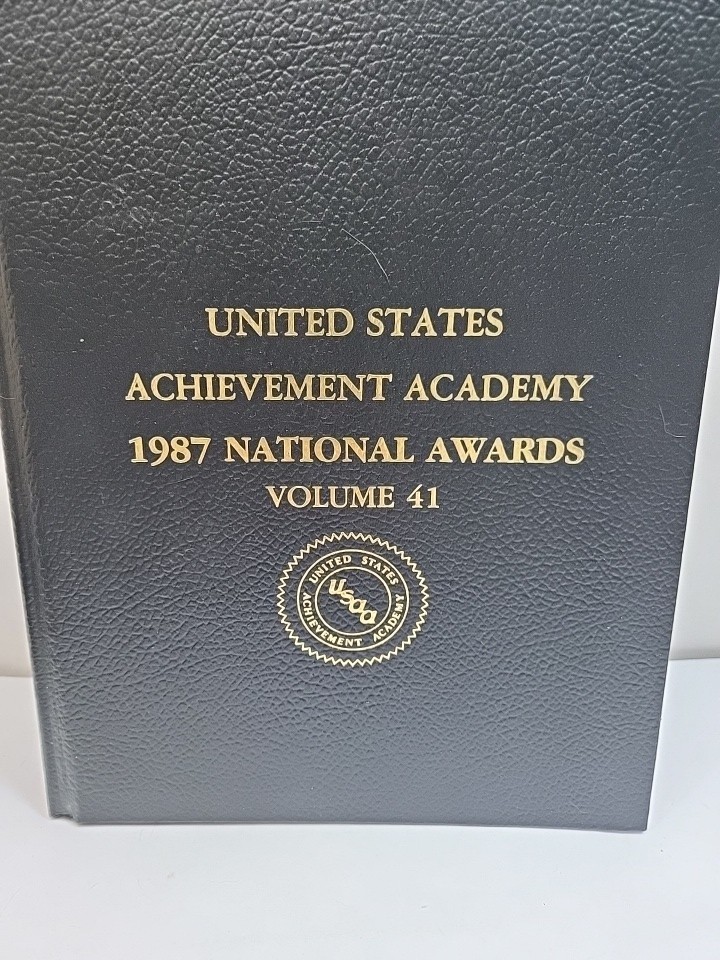 UNITED STATES
ACHIEVEMENT ACADEMY
1987 NATIONAL AWARDS
VOLUME 41
UNITED STATES
usaa
ACHIEVEMENT ACADEMY